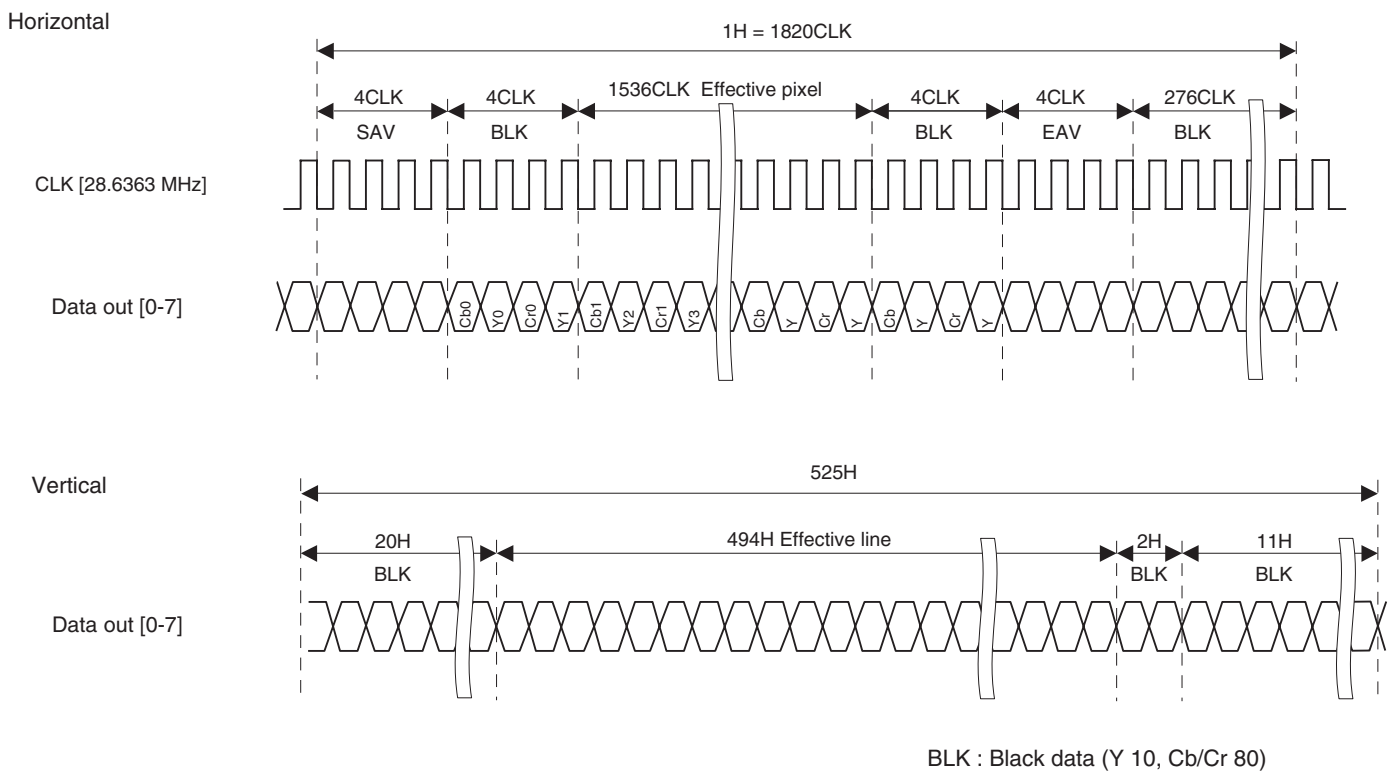 Horizontal
1H = 1820CLK
4CLK
4CLK
1536CLK Effective pixel
4CLK
4CLK
276CLK
SAV
BLK
BLK
EAV
BLK
CLK [28.6363 MHz]
Data out [0-7]
Cb0
Y0
Cr0
Y1
Cb1
Y2
Cr1
Y3
Cb
Y
Cr
Y
Cb
Y
Cr
Y
Vertical
525H
20H
494H Effective line
2H
11H
BLK
BLK
BLK
Data out [0-7]
BLK : Black data (Y 10, Cb/Cr 80)